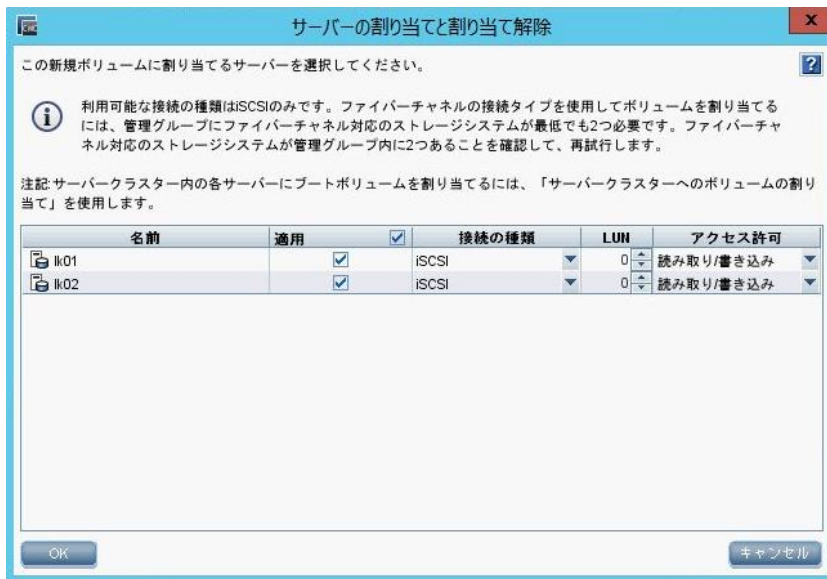 サーバーの割り当てと割り当て解除
この新規ボリュームに割り当てるサーバーを選択してください。
利用可能な接続の種類はiSCSIのみです。ファイバーチャネルの接続タイプを使用してボリュームを割り当てる
には、管理グループにファイバーチャネル対応のストレージシステムが最低でも2つ必要です。ファイバーチャ
ネル対応のストレージシステムが管理グループ内に2つあることを確認して、再試行します。
注記:サーバークラスター内の各サーバーにブートボリュームを割り当てるには、「サーバークラスターへのボリュームの割り
当て」を使用します。
名前 適用 接続の種類 LUN アクセス許可
lk01 iSCSI 0 読み取り/書き込み
lk02 iSCSI 0 読み取り/書き込み
OK キャンセル